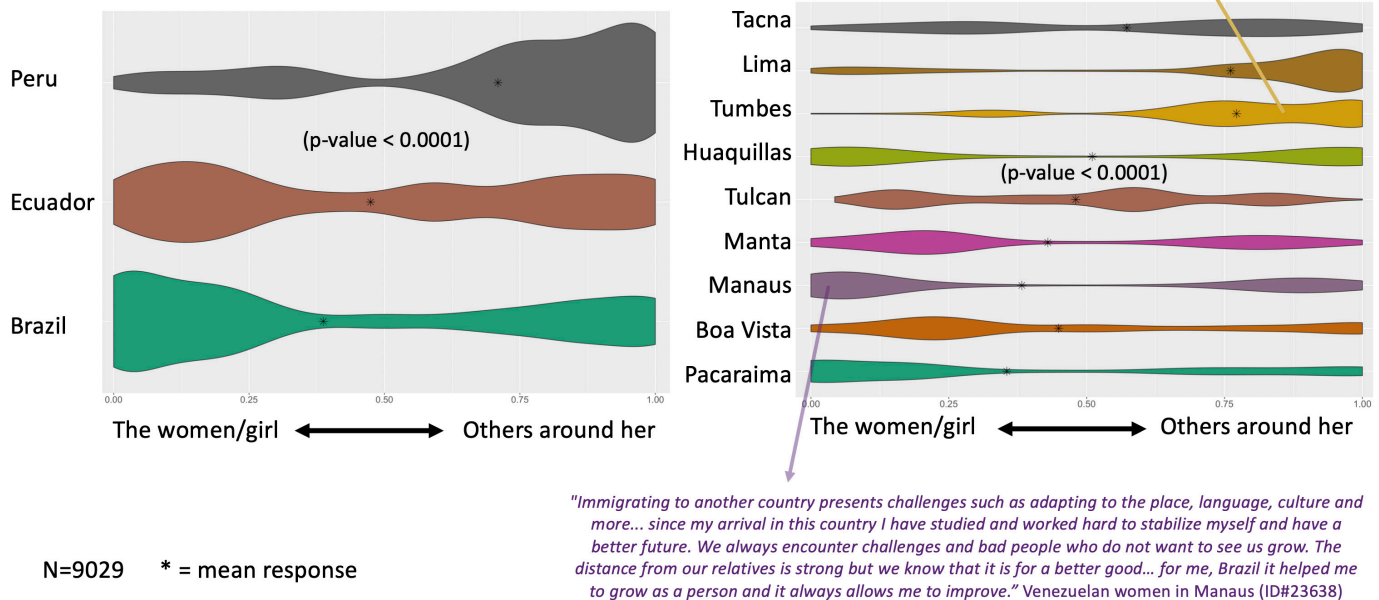 Peru
(p-value < 0.0001)
Ecuador
Brazil
0.00 0.25 0.50 0.75 1.00
The women/girl Others around her
Tacna
Lima
Tumbes
Huaquillas
(p-value < 0.0001)
Tulcan
Manta
Manaus
Boa Vista
Pacaraima
0.00 0.25 0.50 0.75 1.00
The women/girl Others around her
"Immigrating to another country presents challenges such as adapting to the place, language, culture and
more... since my arrival in this country I have studied and worked hard to stabilize myself and have a
better future. We always encounter challenges and bad people who do not want to see us grow. The
distance from our relatives is strong but we know that it is for a better good… for me, Brazil it helped me
to grow as a person and it always allows me to improve.” Venezuelan women in Manaus (ID#23638)
N=9029 * = mean response